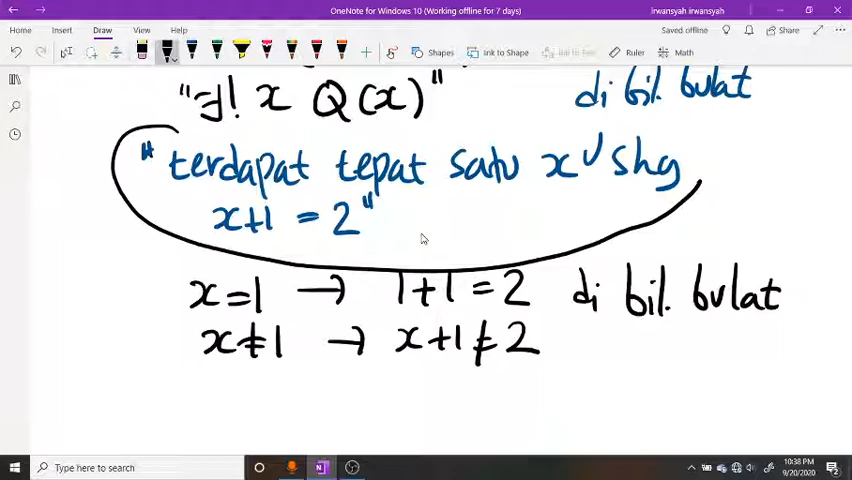 OneNote for Windows 10 (Working offline for 7 days)
irwansyah irwansyah
Home Insert Draw View Help
Saved offline Share
Shapes Ink to Shape Ink to Math Ruler Math
"∃! x Q(x)" di bil. bulat
" terdapat tepat satu x shg
x+1 = 2"
x=1 → 1+1=2 di bil. bulat
x≠1 → x+1≠2
Type here to search
10:38 PM
9/20/2020
2